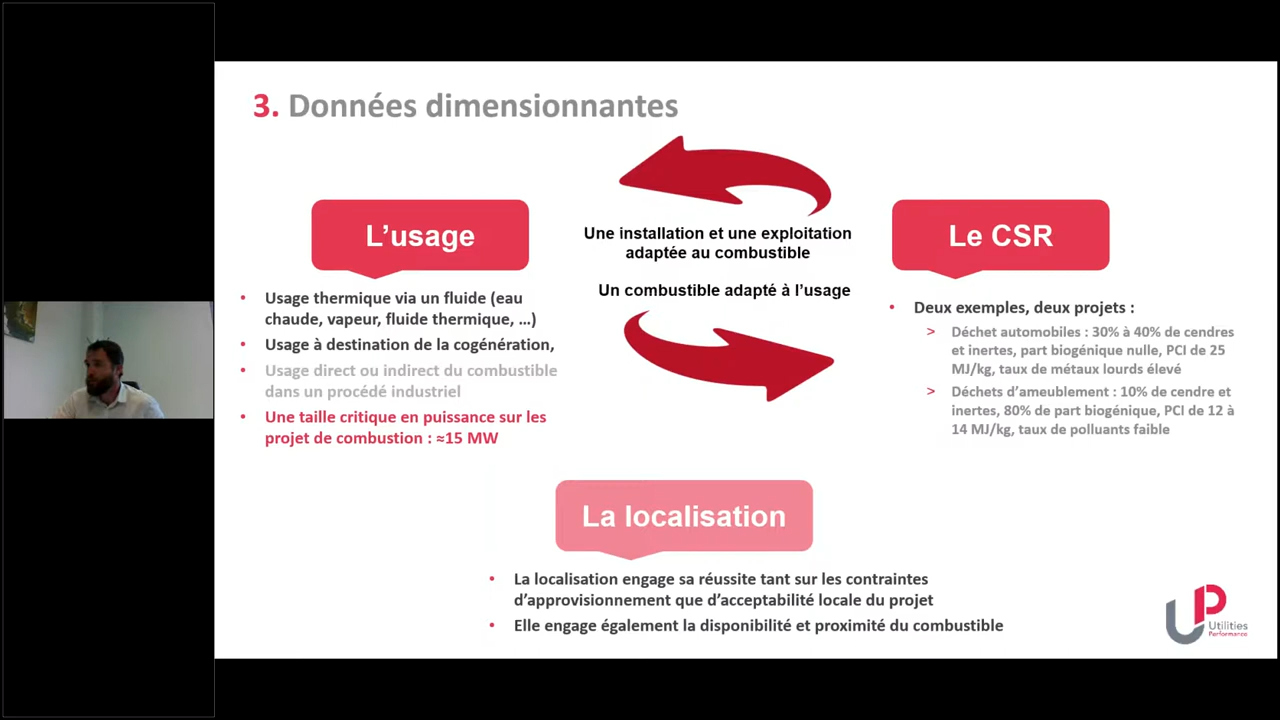 3. Données dimensionnantes
L’usage
Usage thermique via un fluide (eau
chaude, vapeur, fluide thermique, …)
Usage à destination de la cogénération,
Usage direct ou indirect du combustible
dans un procédé industriel
Une taille critique en puissance sur les
projet de combustion : ≈15 MW
Une installation et une exploitation
adaptée au combustible
Un combustible adapté à l’usage
Le CSR
Deux exemples, deux projets :
> Déchet automobiles : 30% à 40% de cendres
et inertes, part biogénique nulle, PCI de 25
MJ/kg, taux de métaux lourds élevé
> Déchets d’ameublement : 10% de cendre et
inertes, 80% de part biogénique, PCI de 12 à
14 MJ/kg, taux de polluants faible
La localisation
La localisation engage sa réussite tant sur les contraintes
d’approvisionnement que d’acceptabilité locale du projet
Elle engage également la disponibilité et proximité du combustible
UP
Utilities
Performance